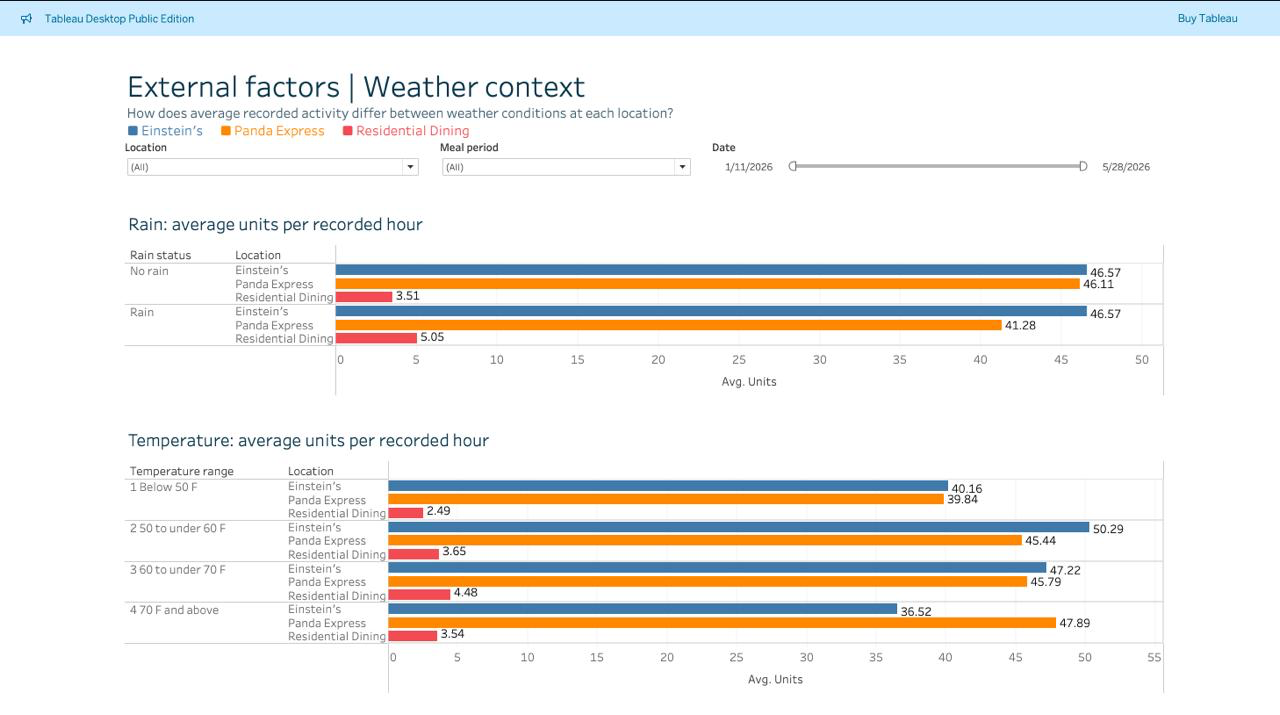 Tableau Desktop Public Edition Buy Tableau
External factors | Weather context
How does average recorded activity differ between weather conditions at each location?
Einstein's Panda Express Residential Dining
Location Meal period Date
(All) (All) 1/11/2026 5/28/2026
Rain: average units per recorded hour
Rain status Location
No rain Einstein's 46.57
Panda Express 46.11
Residential Dining 3.51
Rain Einstein's 46.57
Panda Express 41.28
Residential Dining 5.05
0 5 10 15 20 25 30 35 40 45 50
Avg. Units
Temperature: average units per recorded hour
Temperature range Location
1 Below 50 F Einstein's 40.16
Panda Express 39.84
Residential Dining 2.49
2 50 to under 60 F Einstein's 50.29
Panda Express 45.44
Residential Dining 3.65
3 60 to under 70 F Einstein's 47.22
Panda Express 45.79
Residential Dining 4.48
4 70 F and above Einstein's 36.52
Panda Express 47.89
Residential Dining 3.54
0 5 10 15 20 25 30 35 40 45 50 55
Avg. Units